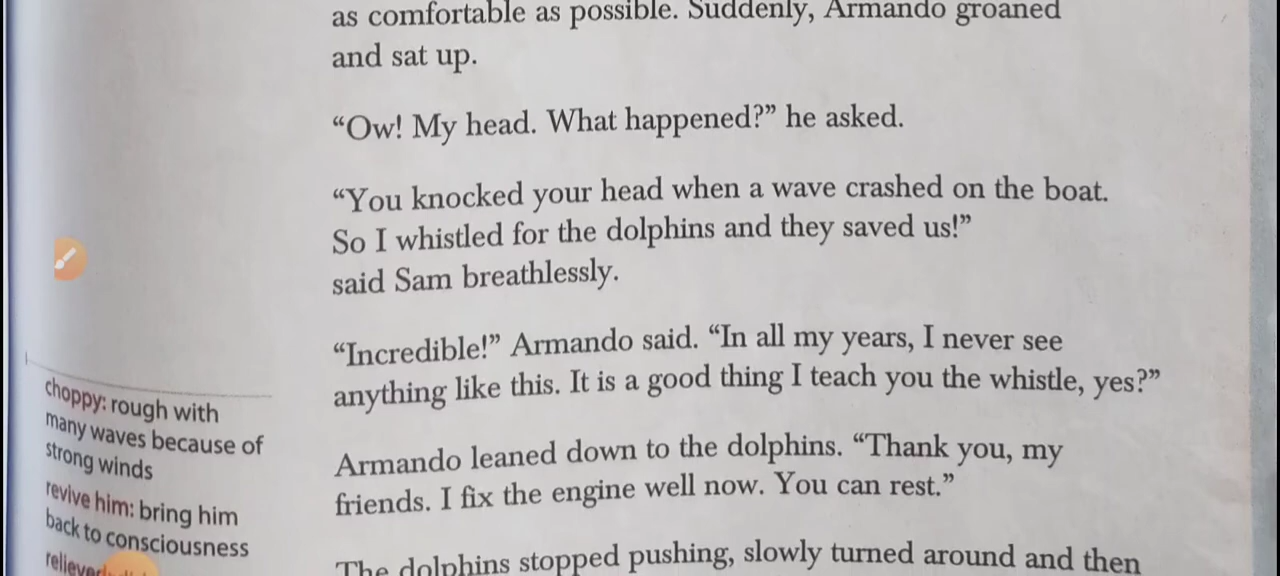 as comfortable as possible. Suddenly, Armando groaned
and sat up.
“Ow! My head. What happened?” he asked.
“You knocked your head when a wave crashed on the boat.
So I whistled for the dolphins and they saved us!”
said Sam breathlessly.
“Incredible!” Armando said. “In all my years, I never see
anything like this. It is a good thing I teach you the whistle, yes?”
Armando leaned down to the dolphins. “Thank you, my
friends. I fix the engine well now. You can rest.”
The dolphins stopped pushing, slowly turned around and then
choppy: rough with
many waves because of
strong winds
revive him: bring him
back to consciousness